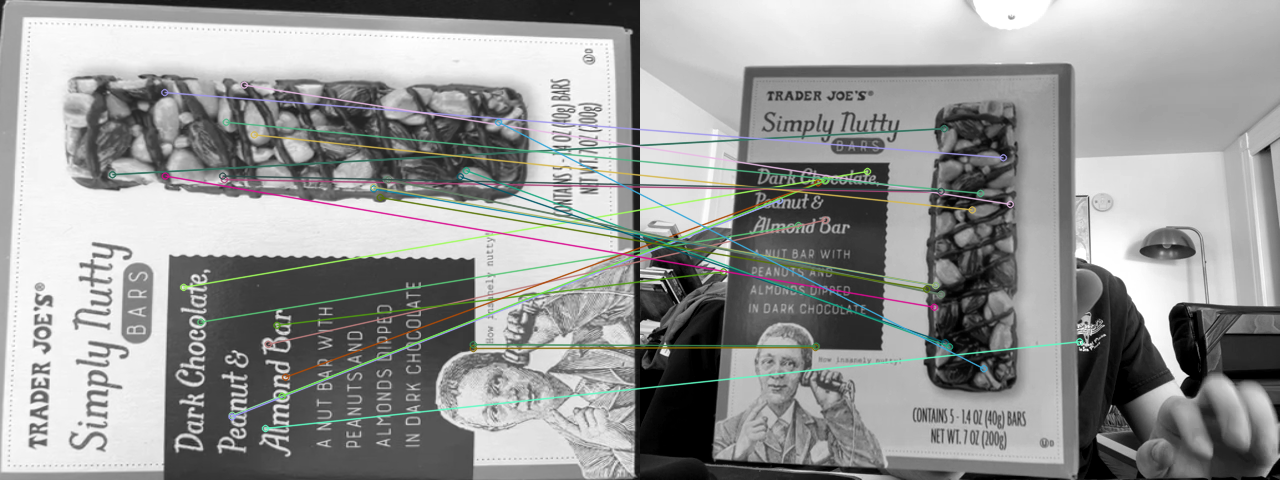 TRADER JOE'S®
Simply Nutty
BARS
Dark Chocolate,
Peanut &
Almond Bar
A NUT BAR WITH
PEANUTS AND
ALMONDS DIPPED
IN DARK CHOCOLATE
How insanely nutty!
CONTAINS 5 - 1.4 OZ (40g) BARS
NET WT. 7 OZ (200g)
TRADER JOE'S®
Simply Nutty
BARS
Dark Chocolate,
Peanut &
Almond Bar
A NUT BAR WITH
PEANUTS AND
ALMONDS DIPPED
IN DARK CHOCOLATE
How insanely nutty!
CONTAINS 5 - 1.4 OZ (40g) BARS
NET WT. 7 OZ (200g)